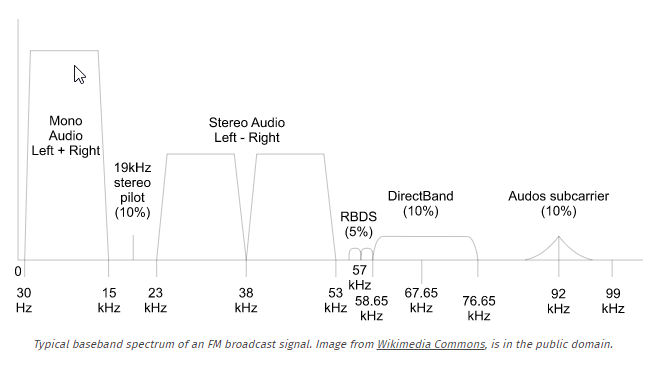 Mono
Audio
Left + Right
19kHz
stereo
pilot
(10%)
Stereo Audio
Left - Right
RBDS
(5%)
DirectBand
(10%)
Audos subcarrier
(10%)
0
30
Hz
15
kHz
23
kHz
38
kHz
53
kHz
57
kHz
58.65
kHz
67.65
kHz
76.65
kHz
92
kHz
99
kHz
Typical baseband spectrum of an FM broadcast signal. Image from Wikimedia Commons, is in the public domain.